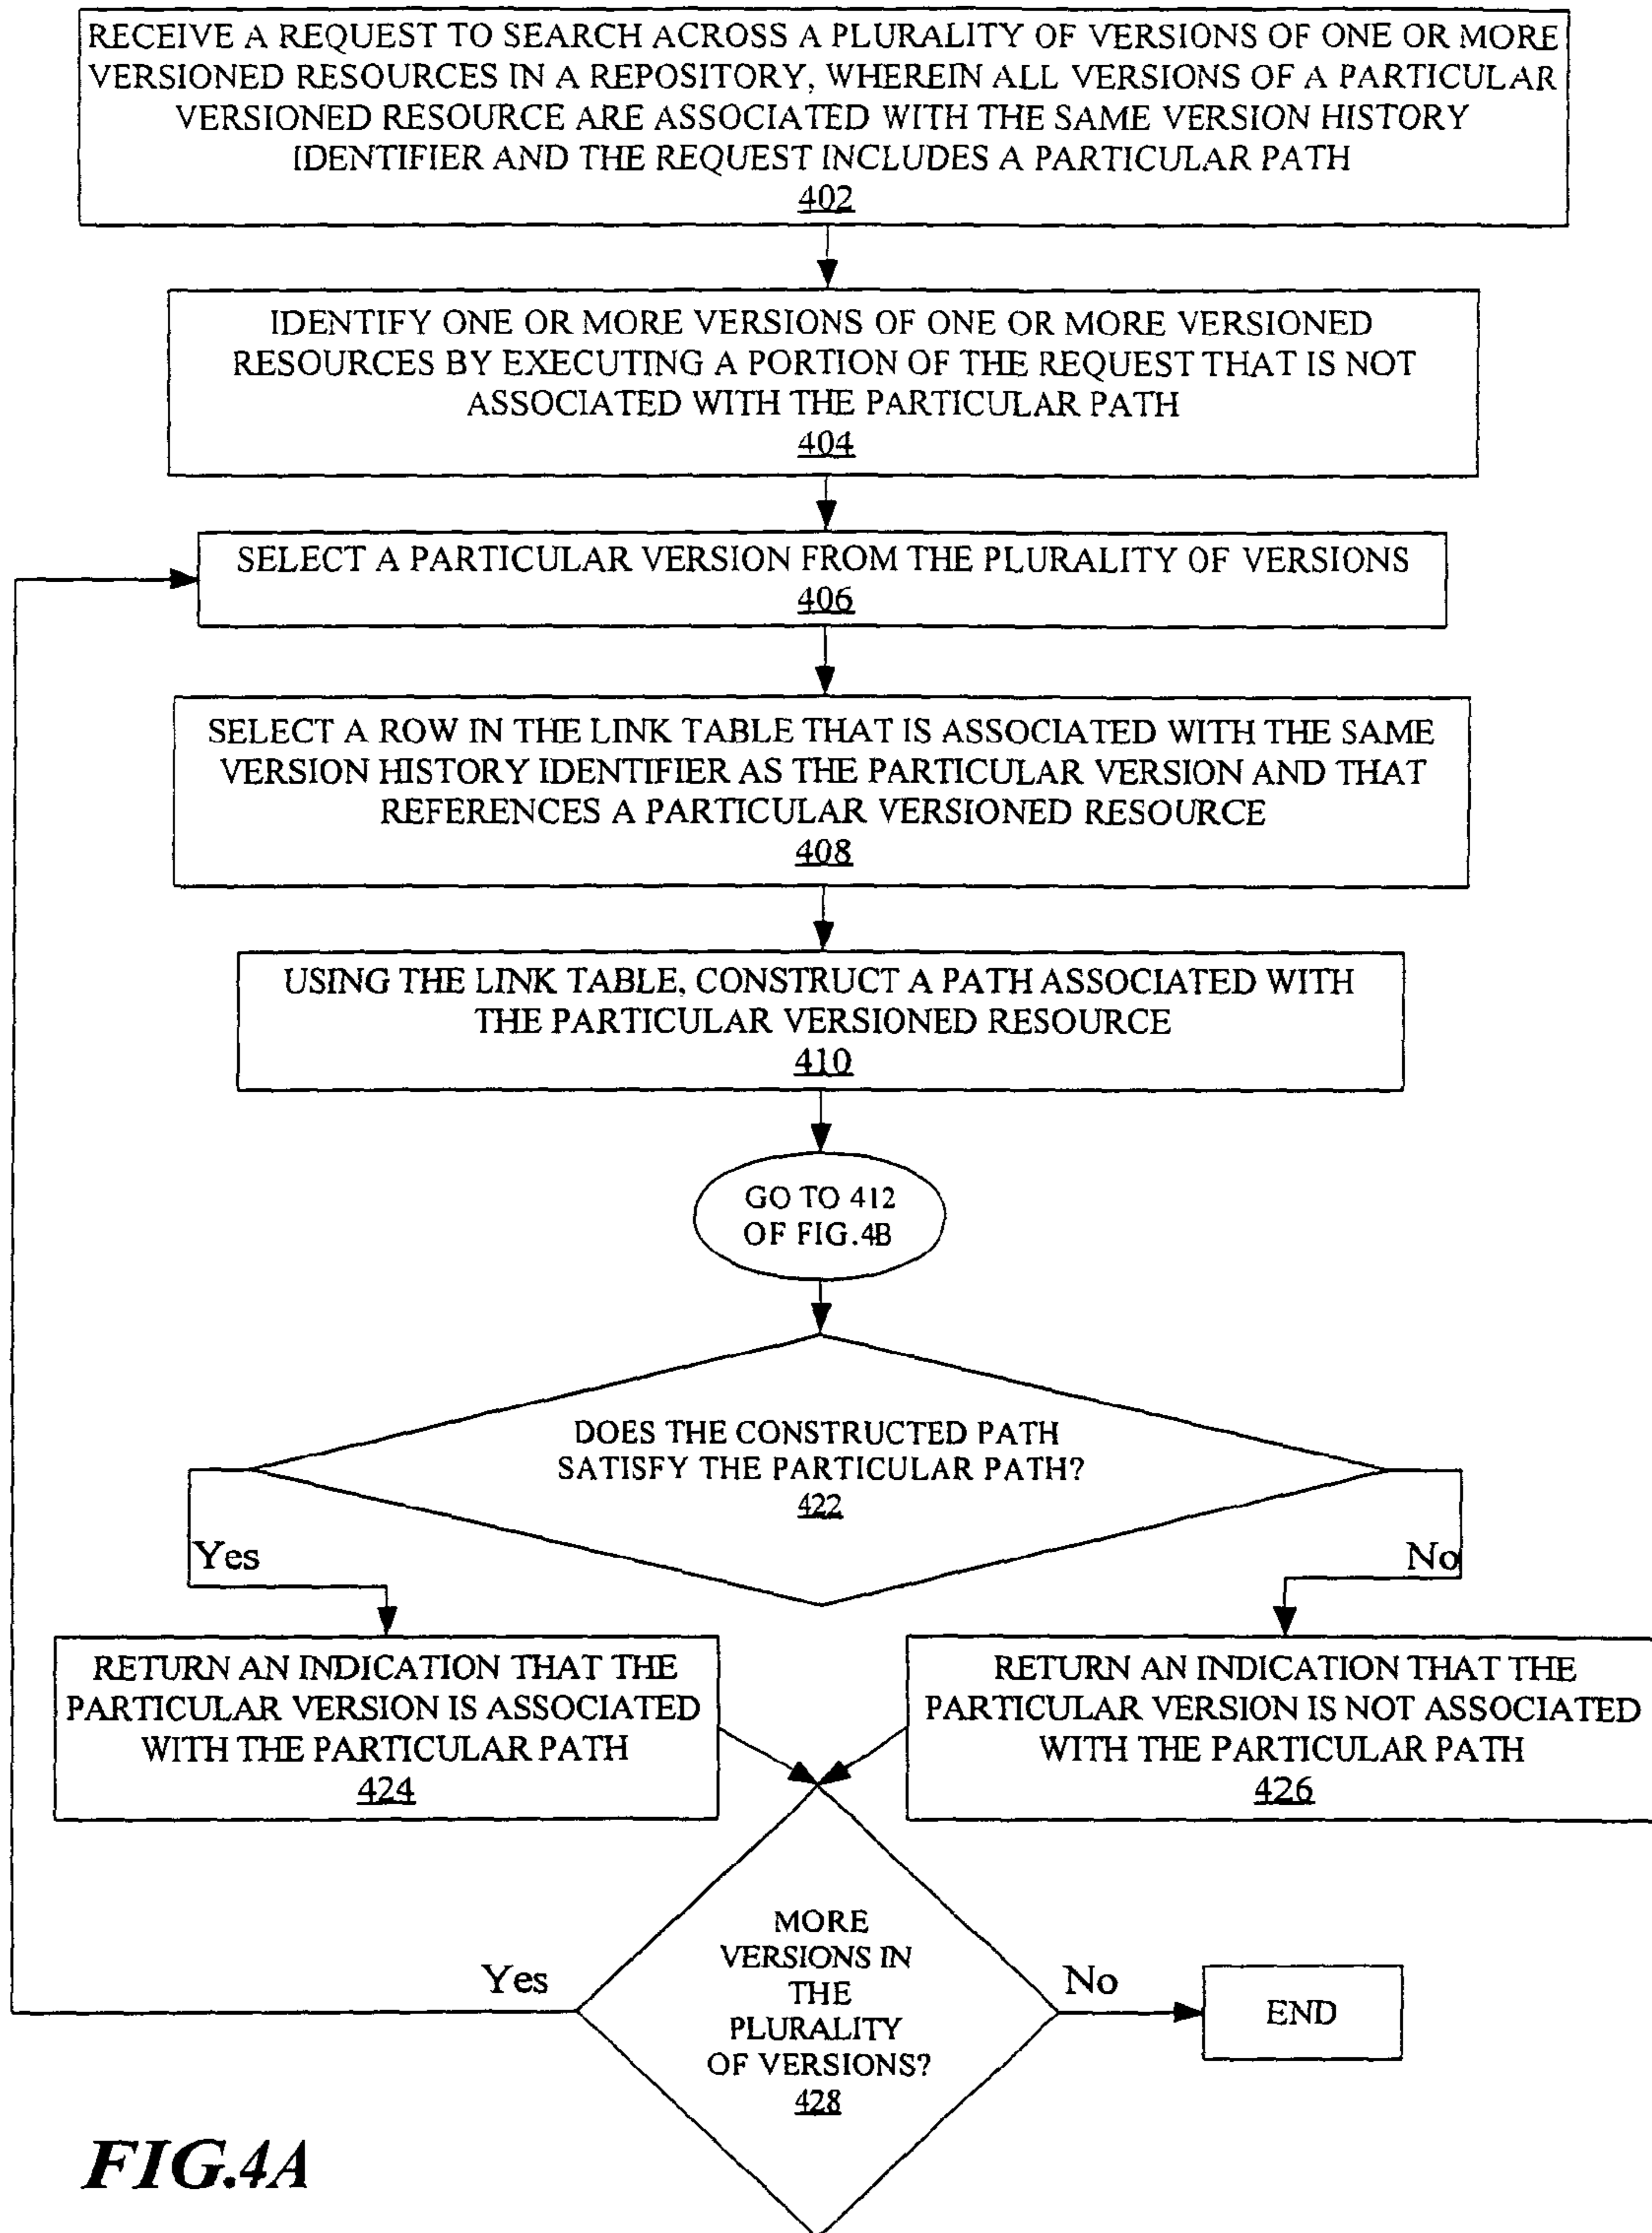 RECEIVE A REQUEST TO SEARCH ACROSS A PLURALITY OF VERSIONS OF ONE OR MORE
VERSIONED RESOURCES IN A REPOSITORY, WHEREIN ALL VERSIONS OF A PARTICULAR
VERSIONED RESOURCE ARE ASSOCIATED WITH THE SAME VERSION HISTORY
IDENTIFIER AND THE REQUEST INCLUDES A PARTICULAR PATH
402
IDENTIFY ONE OR MORE VERSIONS OF ONE OR MORE VERSIONED
RESOURCES BY EXECUTING A PORTION OF THE REQUEST THAT IS NOT
ASSOCIATED WITH THE PARTICULAR PATH
404
SELECT A PARTICULAR VERSION FROM THE PLURALITY OF VERSIONS
406
SELECT A ROW IN THE LINK TABLE THAT IS ASSOCIATED WITH THE SAME
VERSION HISTORY IDENTIFIER AS THE PARTICULAR VERSION AND THAT
REFERENCES A PARTICULAR VERSIONED RESOURCE
408
USING THE LINK TABLE, CONSTRUCT A PATH ASSOCIATED WITH
THE PARTICULAR VERSIONED RESOURCE
410
GO TO 412
OF FIG.4B
DOES THE CONSTRUCTED PATH
SATISFY THE PARTICULAR PATH?
422
Yes
No
RETURN AN INDICATION THAT THE
PARTICULAR VERSION IS ASSOCIATED
WITH THE PARTICULAR PATH
424
RETURN AN INDICATION THAT THE
PARTICULAR VERSION IS NOT ASSOCIATED
WITH THE PARTICULAR PATH
426
MORE
VERSIONS IN
THE
PLURALITY
OF VERSIONS?
428
Yes
No
END
FIG.4A